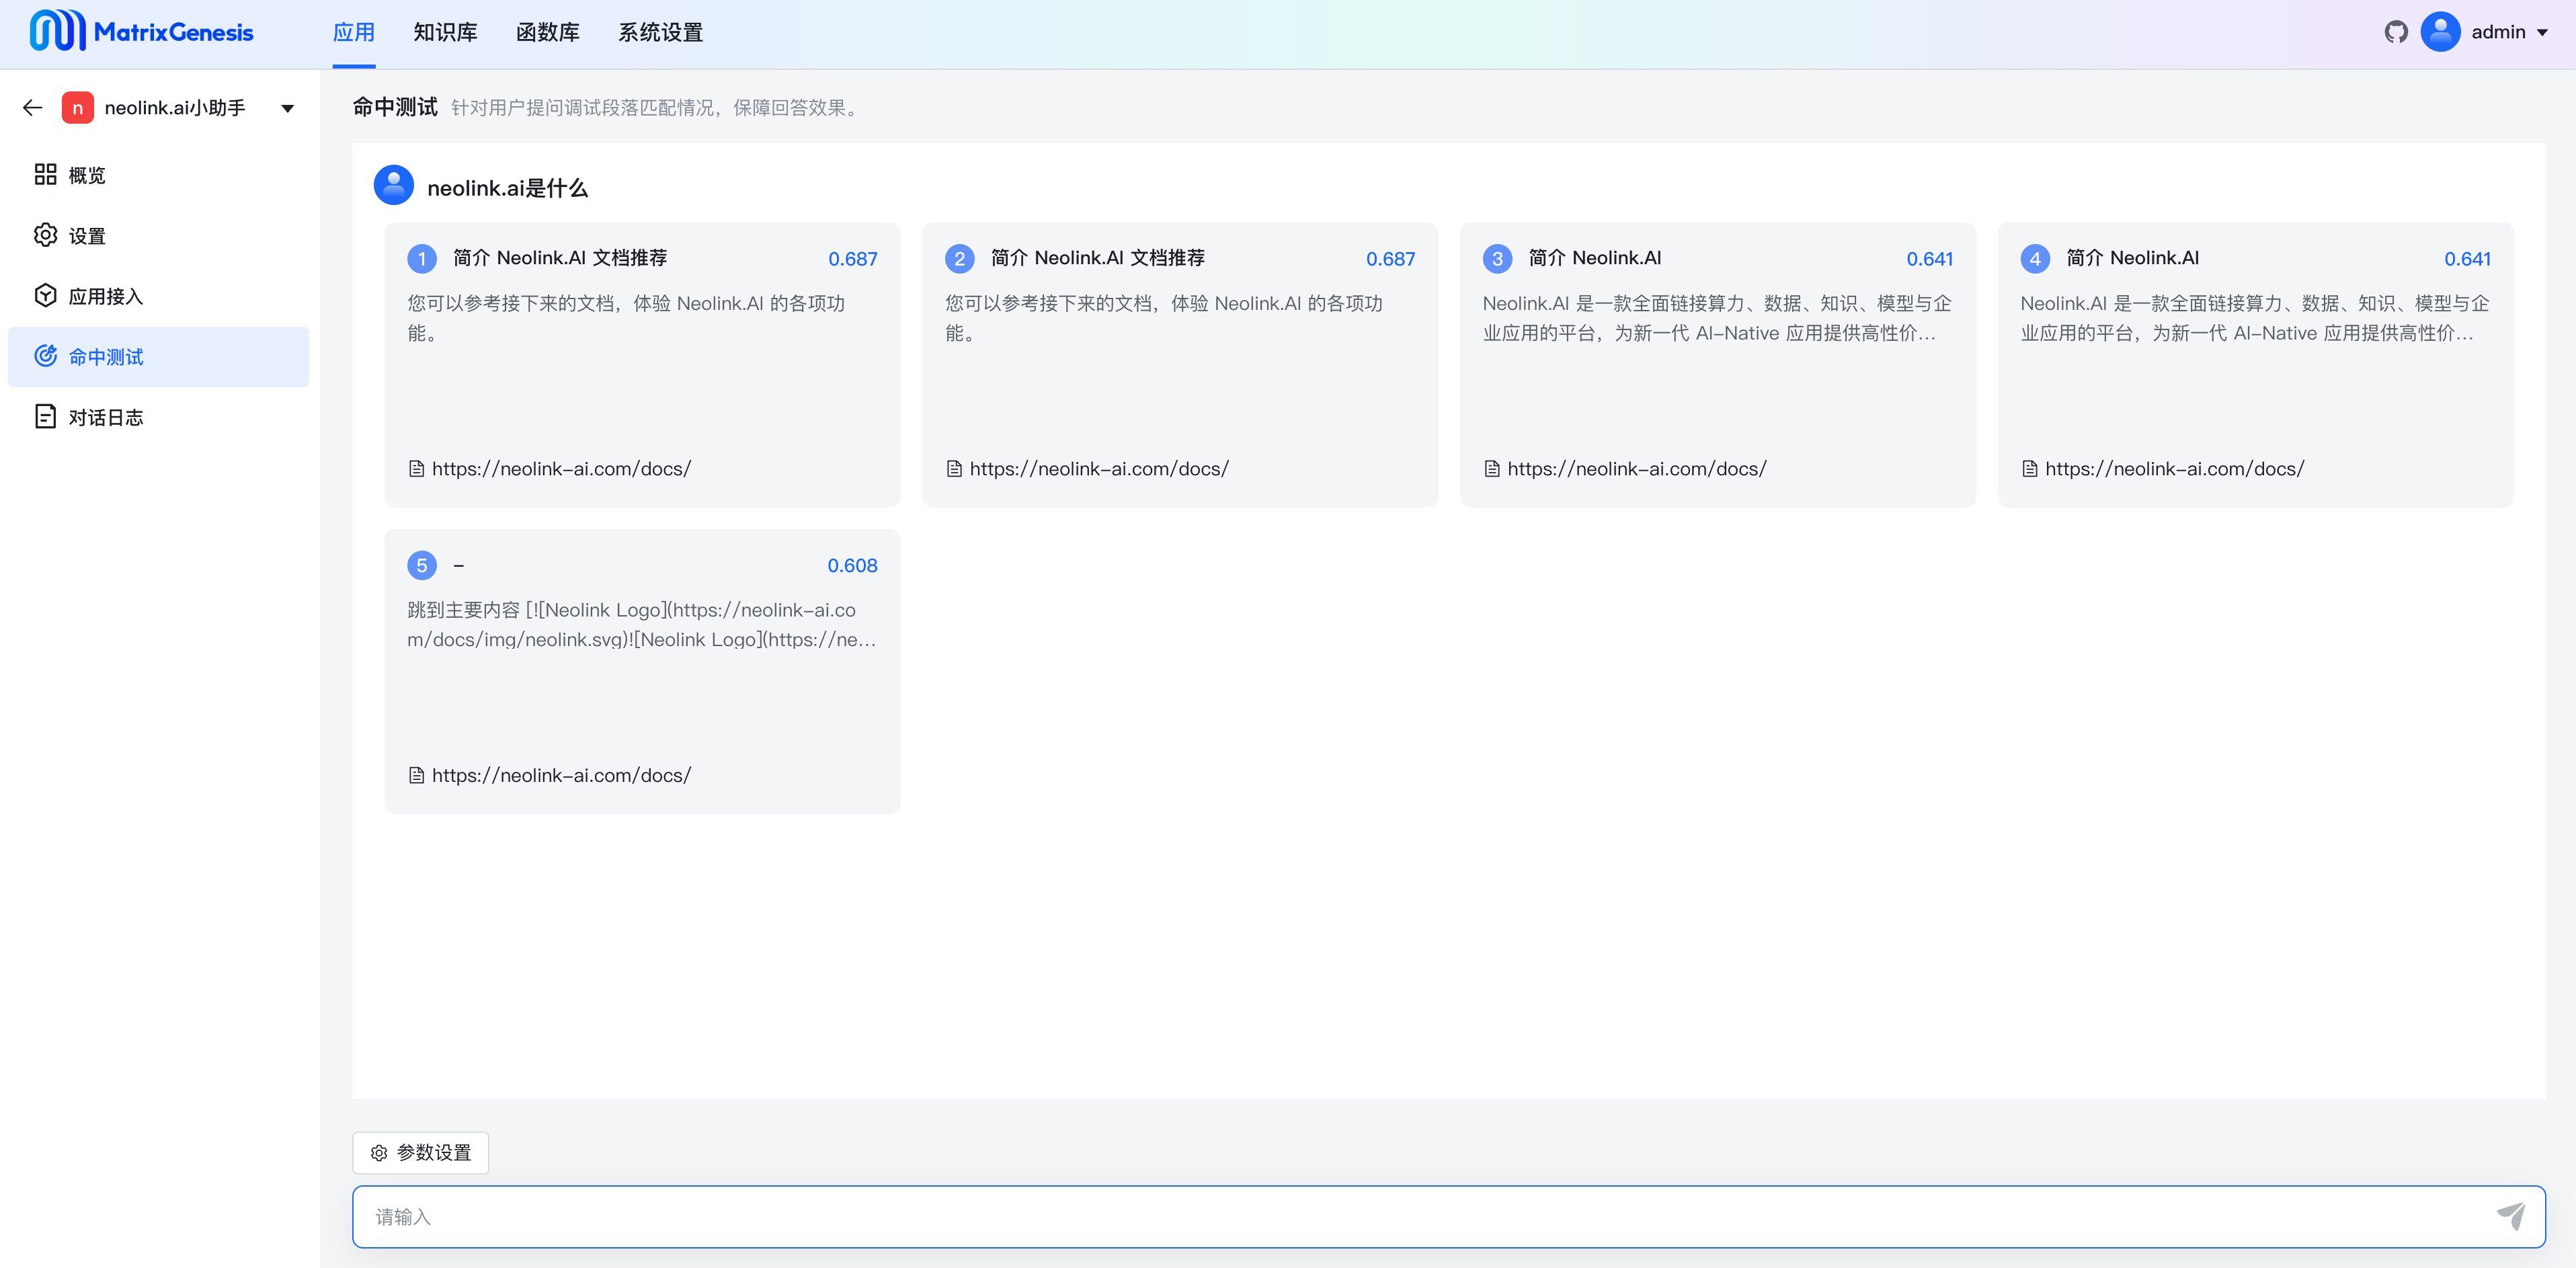 MatrixGenesis
应用 知识库 函数库 系统设置
admin
n neolink.ai小助手
概览
设置
应用接入
命中测试
对话日志
命中测试 针对用户提问调试段落匹配情况，保障回答效果。
neolink.ai是什么
1 简介 Neolink.AI 文档推荐 0.687
您可以参考接下来的文档，体验 Neolink.AI 的各项功
能。
https://neolink-ai.com/docs/
2 简介 Neolink.AI 文档推荐 0.687
您可以参考接下来的文档，体验 Neolink.AI 的各项功
能。
https://neolink-ai.com/docs/
3 简介 Neolink.AI 0.641
Neolink.AI 是一款全面链接算力、数据、知识、模型与企
业应用的平台，为新一代 AI-Native 应用提供高性价...
https://neolink-ai.com/docs/
4 简介 Neolink.AI 0.641
Neolink.AI 是一款全面链接算力、数据、知识、模型与企
业应用的平台，为新一代 AI-Native 应用提供高性价...
https://neolink-ai.com/docs/
5 - 0.608
跳到主要内容 [![Neolink Logo](https://neolink-ai.co
m/docs/img/neolink.svg)![Neolink Logo](https://ne...
https://neolink-ai.com/docs/
参数设置
请输入